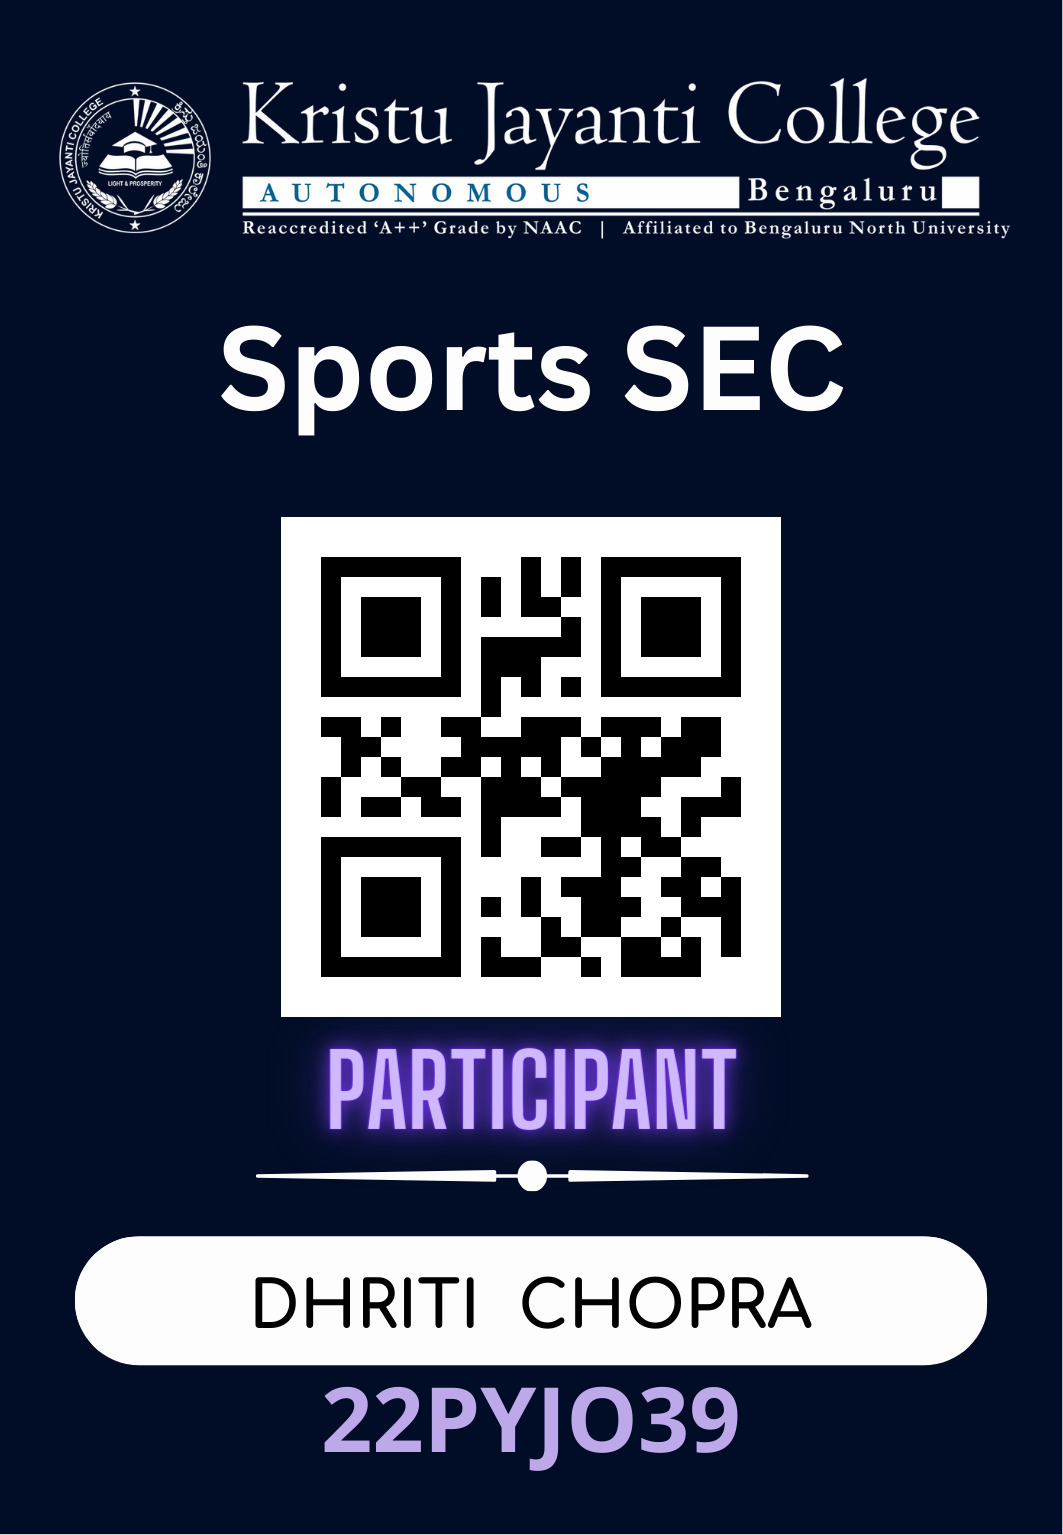 Kristu Jayanti College
AUTONOMOUS Bengaluru
Reaccredited ‘A++’ Grade by NAAC | Affiliated to Bengaluru North University
KRISTU JAYANTI COLLEGE
LIGHT & PROSPERITY
Sports SEC
PARTICIPANT
DHRITI CHOPRA
22PYJO39